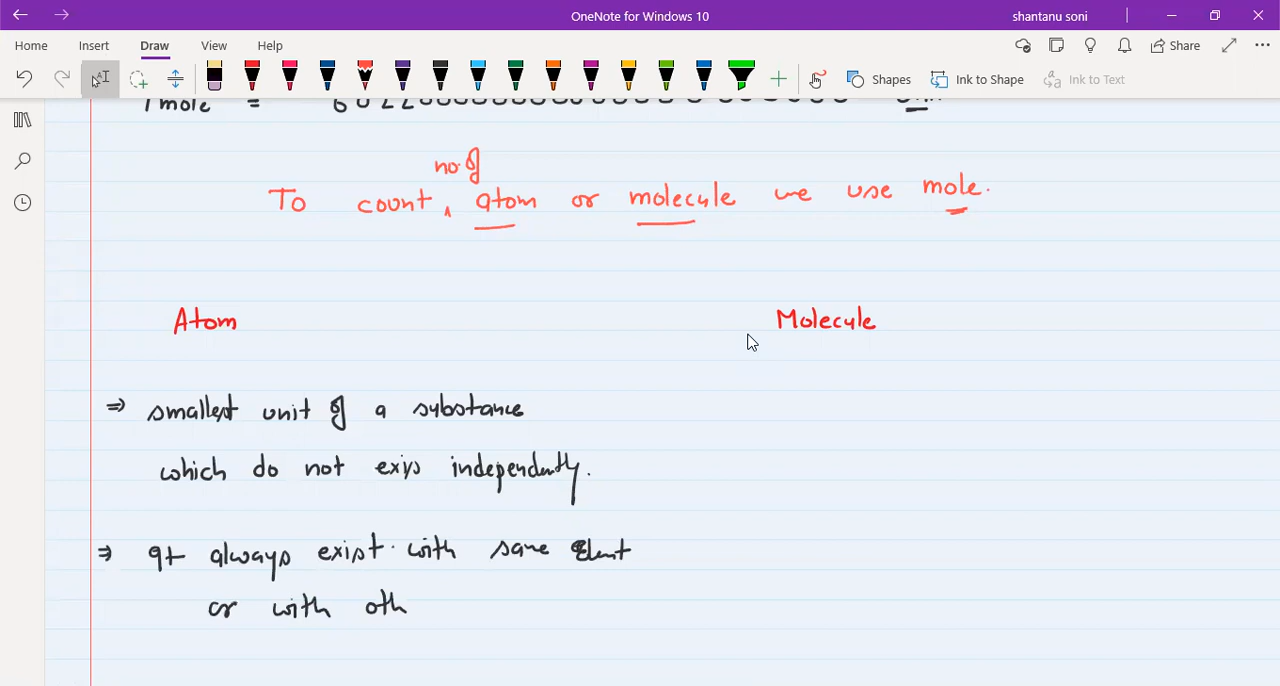 OneNote for Windows 10
shantanu soni
Home Insert Draw View Help
Share
Shapes
Ink to Shape
Ink to Text
1 mole =
no. of
To count ∧ atom or molecule we use mole.
Atom
Molecule
⇒ smallest unit of a substance
which do not exis independently.
⇒ It always exist with same
or with oth